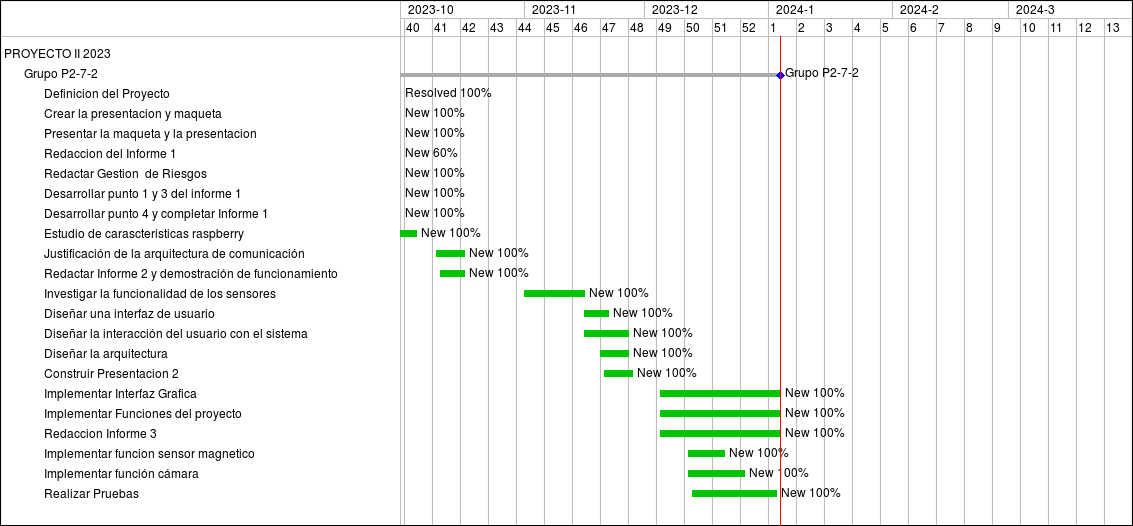 2023-10 2023-11 2023-12 2024-1 2024-2 2024-3
40 41 42 43 44 45 46 47 48 49 50 51 52 1 2 3 4 5 6 7 8 9 10 11 12 13
PROYECTO II 2023
Grupo P2-7-2 Grupo P2-7-2
Definicion del Proyecto Resolved 100%
Crear la presentacion y maqueta New 100%
Presentar la maqueta y la presentacion New 100%
Redaccion del Informe 1 New 60%
Redactar Gestion de Riesgos New 100%
Desarrollar punto 1 y 3 del informe 1 New 100%
Desarrollar punto 4 y completar Informe 1 New 100%
Estudio de carascteristicas raspberry New 100%
Justificación de la arquitectura de comunicación New 100%
Redactar Informe 2 y demostración de funcionamiento New 100%
Investigar la funcionalidad de los sensores New 100%
Diseñar una interfaz de usuario New 100%
Diseñar la interacción del usuario con el sistema New 100%
Diseñar la arquitectura New 100%
Construir Presentacion 2 New 100%
Implementar Interfaz Grafica New 100%
Implementar Funciones del proyecto New 100%
Redaccion Informe 3 New 100%
Implementar funcion sensor magnetico New 100%
Implementar función cámara New 100%
Realizar Pruebas New 100%